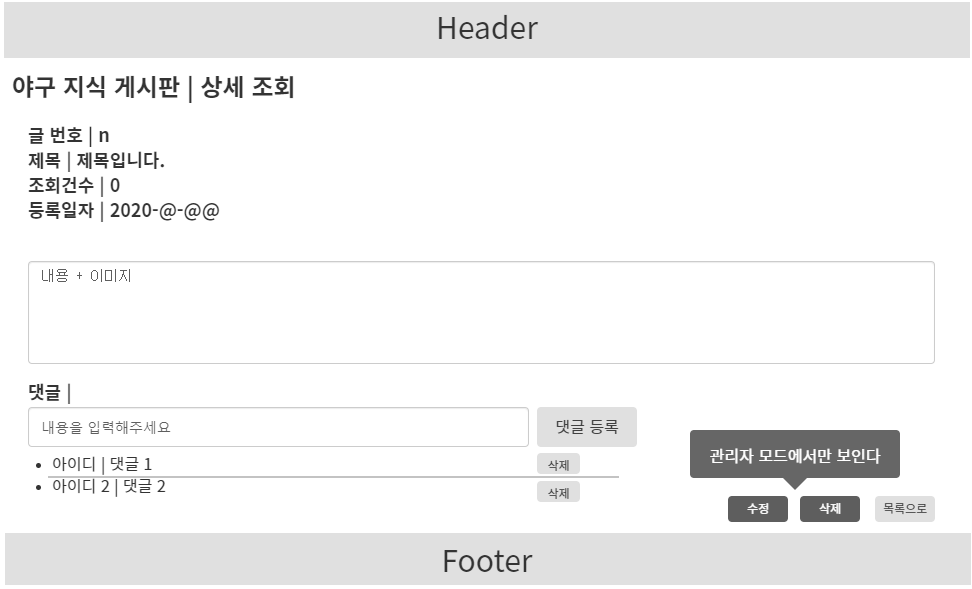 Header
야구 지식 게시판 | 상세 조회
글 번호 | n
제목 | 제목입니다.
조회건수 | 0
등록일자 | 2020-@-@@
내용 + 이미지
댓글 |
내용을 입력해주세요
댓글 등록
아이디 | 댓글 1
삭제
아이디 2 | 댓글 2
삭제
관리자 모드에서만 보인다
수정
삭제
목록으로
Footer